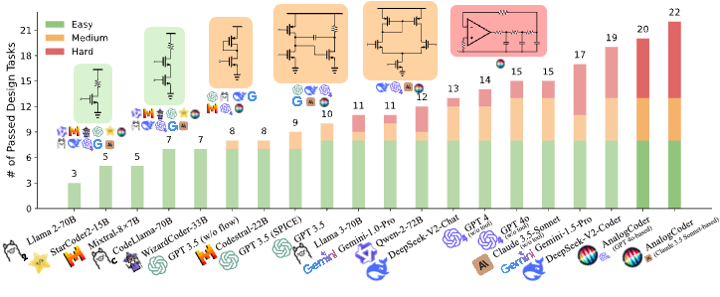 # of Passed Design Tasks
21
18
15
12
9
6
3
0
Easy
Medium
Hard
3
5
5
7
7
8
8
9
10
11
11
12
13
14
15
15
17
19
20
22
Llama 2-70B
StarCoder2-15B
Mixtral-8×7B
CodeLlama-70B
WizardCoder-33B
GPT 3.5 (w/o flow)
Codestral-22B
GPT 3.5 (SPICE)
GPT 3.5
Llama 3-70B
Gemini-1.0-Pro
Gemini
Qwen-2-72B
DeepSeek-V2-Chat
GPT 4
(w/o tool)
GPT 4o
(w/o tool)
Claude 3.5-Sonnet
(w/o tool)
Gemini-1.5-Pro
Gemini
DeepSeek-V2-Coder
AnalogCoder
(GPT 4o-based)
AnalogCoder
(Claude 3.5 Sonnet-based)